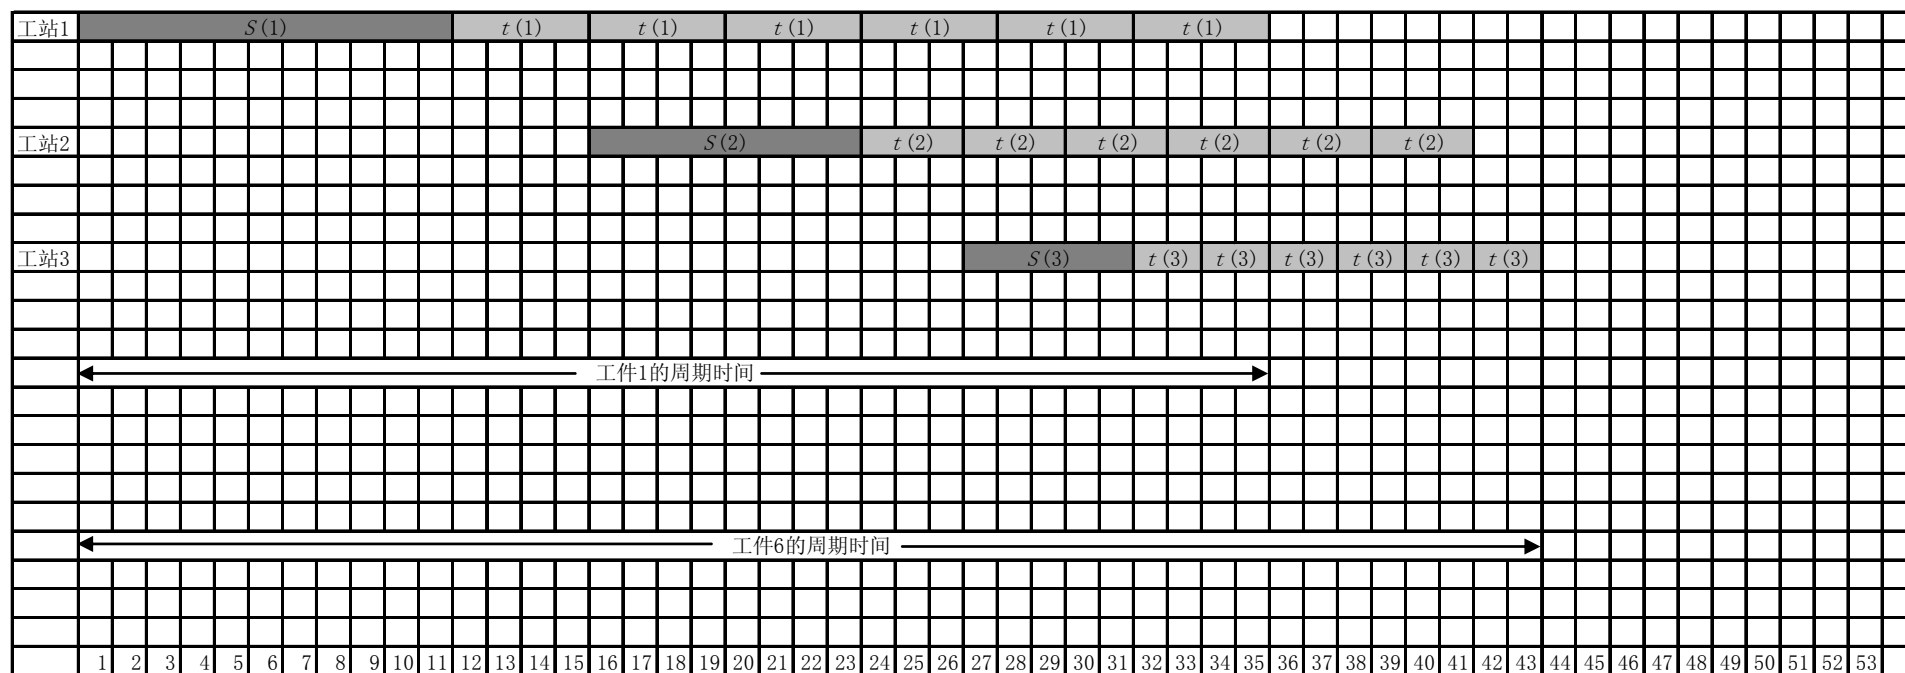 工站1 S(1) t(1) t(1) t(1) t(1) t(1) t(1)
工站2 S(2) t(2) t(2) t(2) t(2) t(2) t(2)
工站3 S(3) t(3) t(3) t(3) t(3) t(3) t(3)
工件1的周期时间
工件6的周期时间
1 2 3 4 5 6 7 8 9 10 11 12 13 14 15 16 17 18 19 20 21 22 23 24 25 26 27 28 29 30 31 32 33 34 35 36 37 38 39 40 41 42 43 44 45 46 47 48 49 50 51 52 53